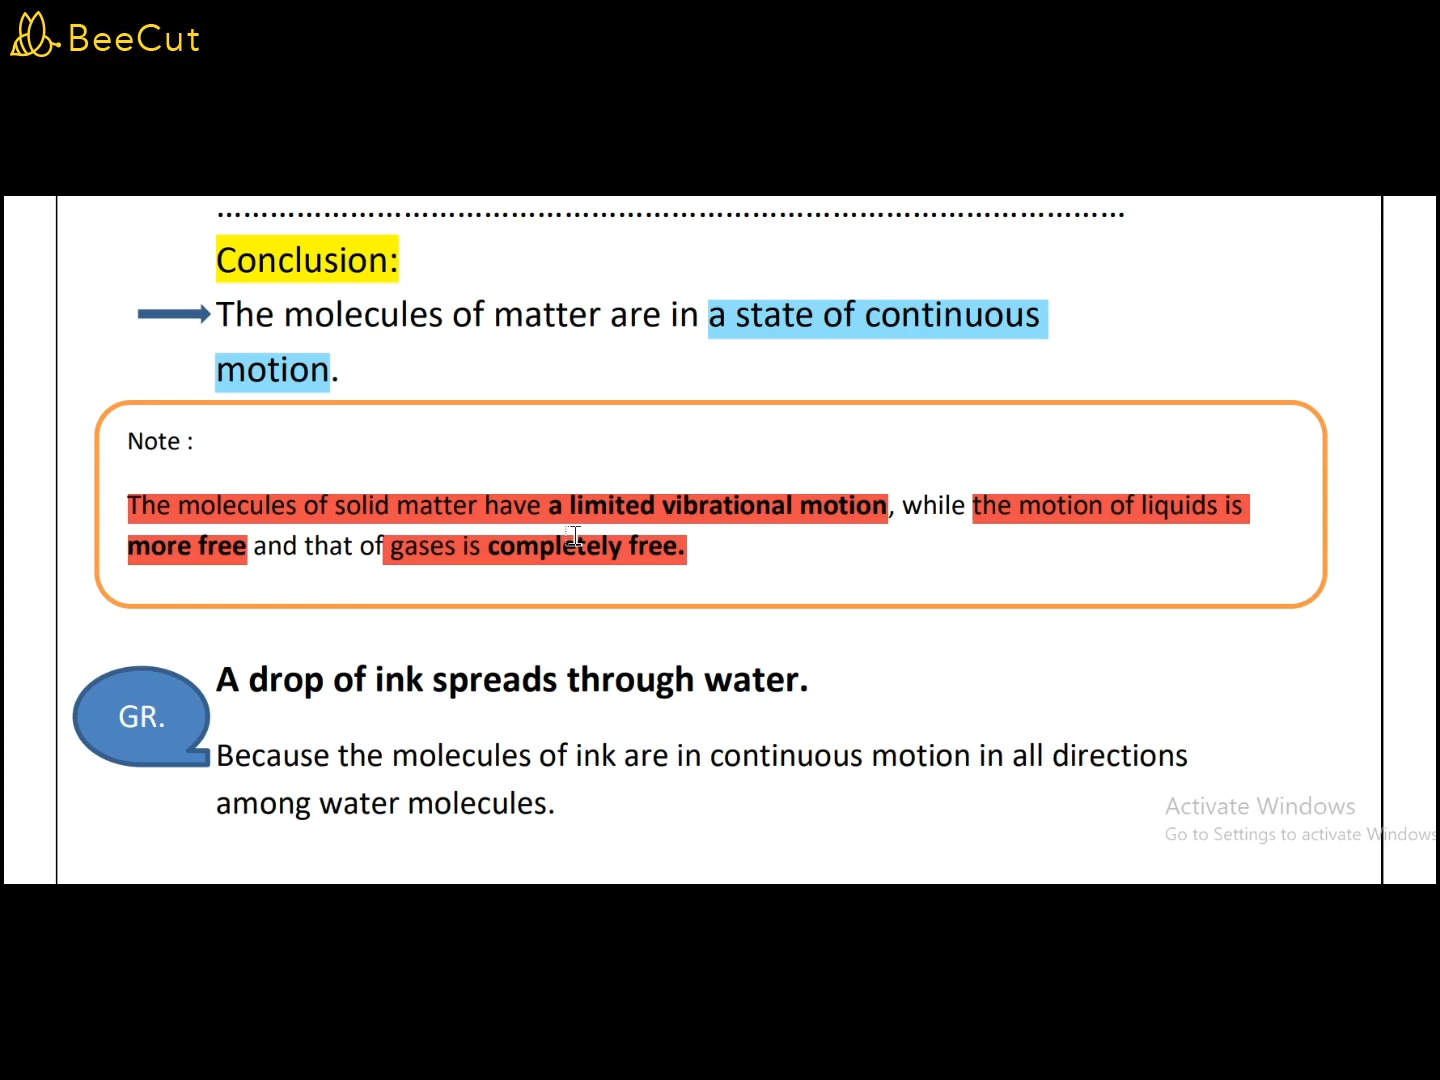 BeeCut
Conclusion:
The molecules of matter are in a state of continuous
motion.
Note :
The molecules of solid matter have a limited vibrational motion, while the motion of liquids is
more free and that of gases is completely free.
A drop of ink spreads through water.
GR.
Because the molecules of ink are in continuous motion in all directions
among water molecules.
Activate Windows
Go to Settings to activate Windows